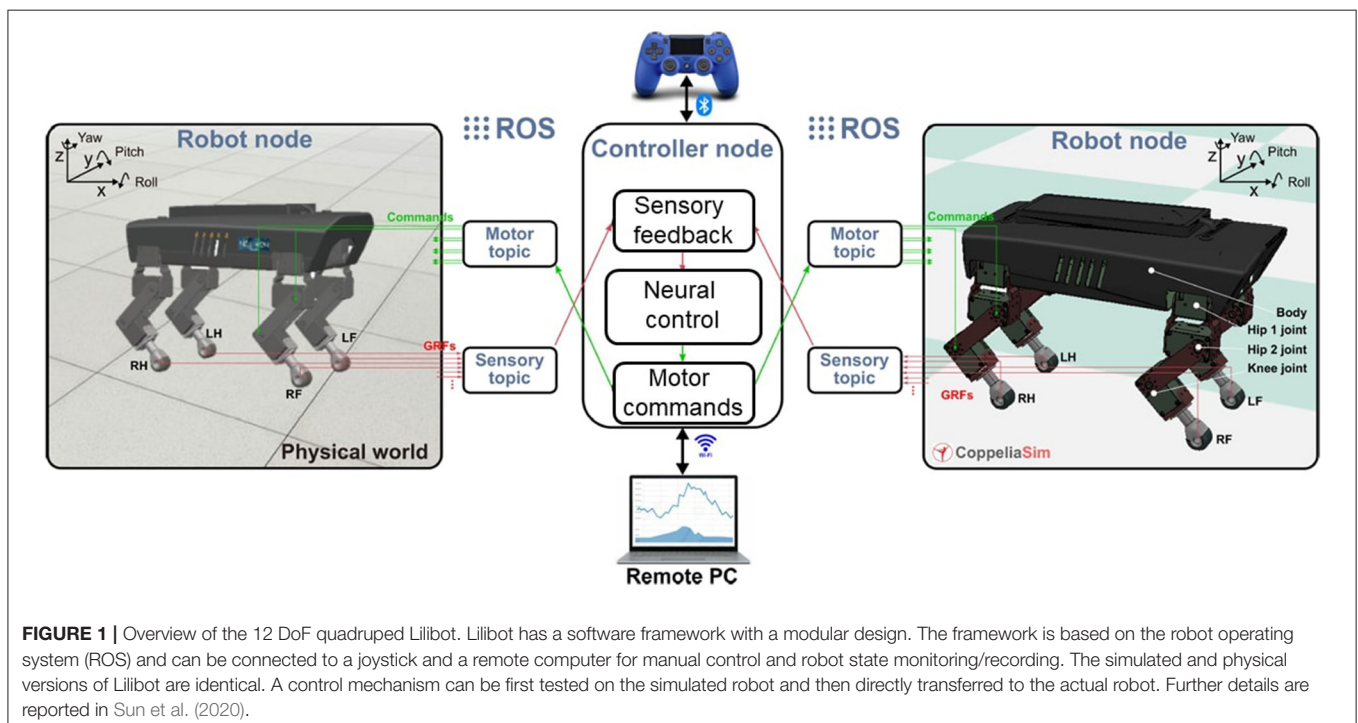 ROS
ROS
Robot node
Z
Yaw
y
Pitch
X
Roll
Commands
Motor
topic
GRFs
Sensory
topic
LH
RH
LF
RF
Physical world
Controller node
Sensory
feedback
Neural
control
Motor
commands
Wi-Fi
Remote PC
Motor
topic
Sensory
topic
Robot node
Z
Yaw
y
Pitch
X
Roll
Commands
Body
Hip 1 joint
Hip 2 joint
Knee joint
GRFs
LH
RH
LF
RF
CoppeliaSim
FIGURE 1 | Overview of the 12 DoF quadruped Lilibot. Lilibot has a software framework with a modular design. The framework is based on the robot operating
system (ROS) and can be connected to a joystick and a remote computer for manual control and robot state monitoring/recording. The simulated and physical
versions of Lilibot are identical. A control mechanism can be first tested on the simulated robot and then directly transferred to the actual robot. Further details are
reported in Sun et al. (2020).